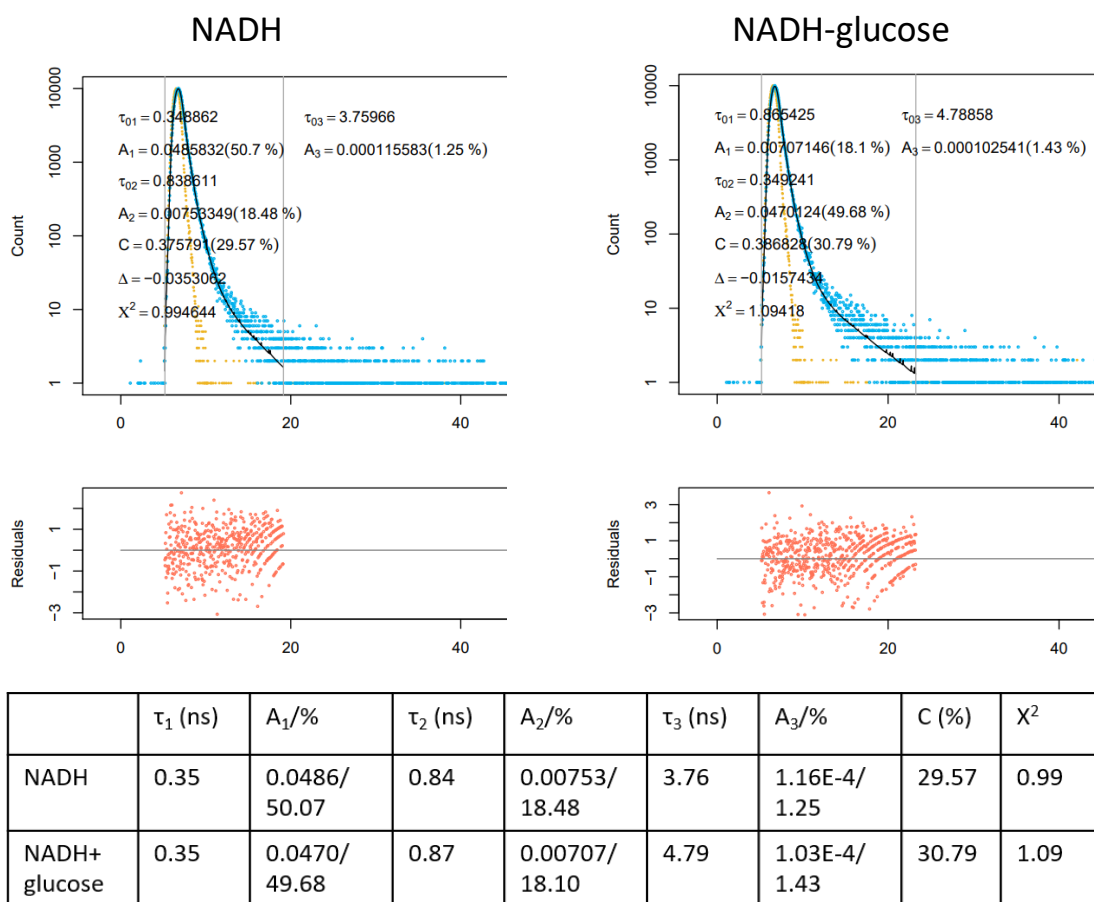 NADH
NADH-glucose
10000
1000
100
10
1
Count
τ01 = 0.348862
τ03 = 3.75966
A1 = 0.0485832(50.7 %)
A3 = 0.000115583(1.25 %)
τ02 = 0.838611
A2 = 0.00753349(18.48 %)
C = 0.375791(29.57 %)
Δ = −0.0353062
X² = 0.994644
0 20 40
10000
1000
100
10
1
Count
τ01 = 0.865425
τ03 = 4.78858
A1 = 0.00707146(18.1 %)
A3 = 0.000102541(1.43 %)
τ02 = 0.349241
A2 = 0.0470124(49.68 %)
C = 0.386828(30.79 %)
Δ = −0.0157434
X² = 1.09418
0 20 40
Residuals
1
−1
−3
0 20 40
Residuals
3
1
−1
−3
0 20 40
τ1 (ns) A1/% τ2 (ns) A2/% τ3 (ns) A3/% C (%) X²
NADH 0.35 0.0486/ 0.84 0.00753/ 3.76 1.16E-4/ 29.57 0.99
50.07 18.48 1.25
NADH+ 0.35 0.0470/ 0.87 0.00707/ 4.79 1.03E-4/ 30.79 1.09
glucose 49.68 18.10 1.43